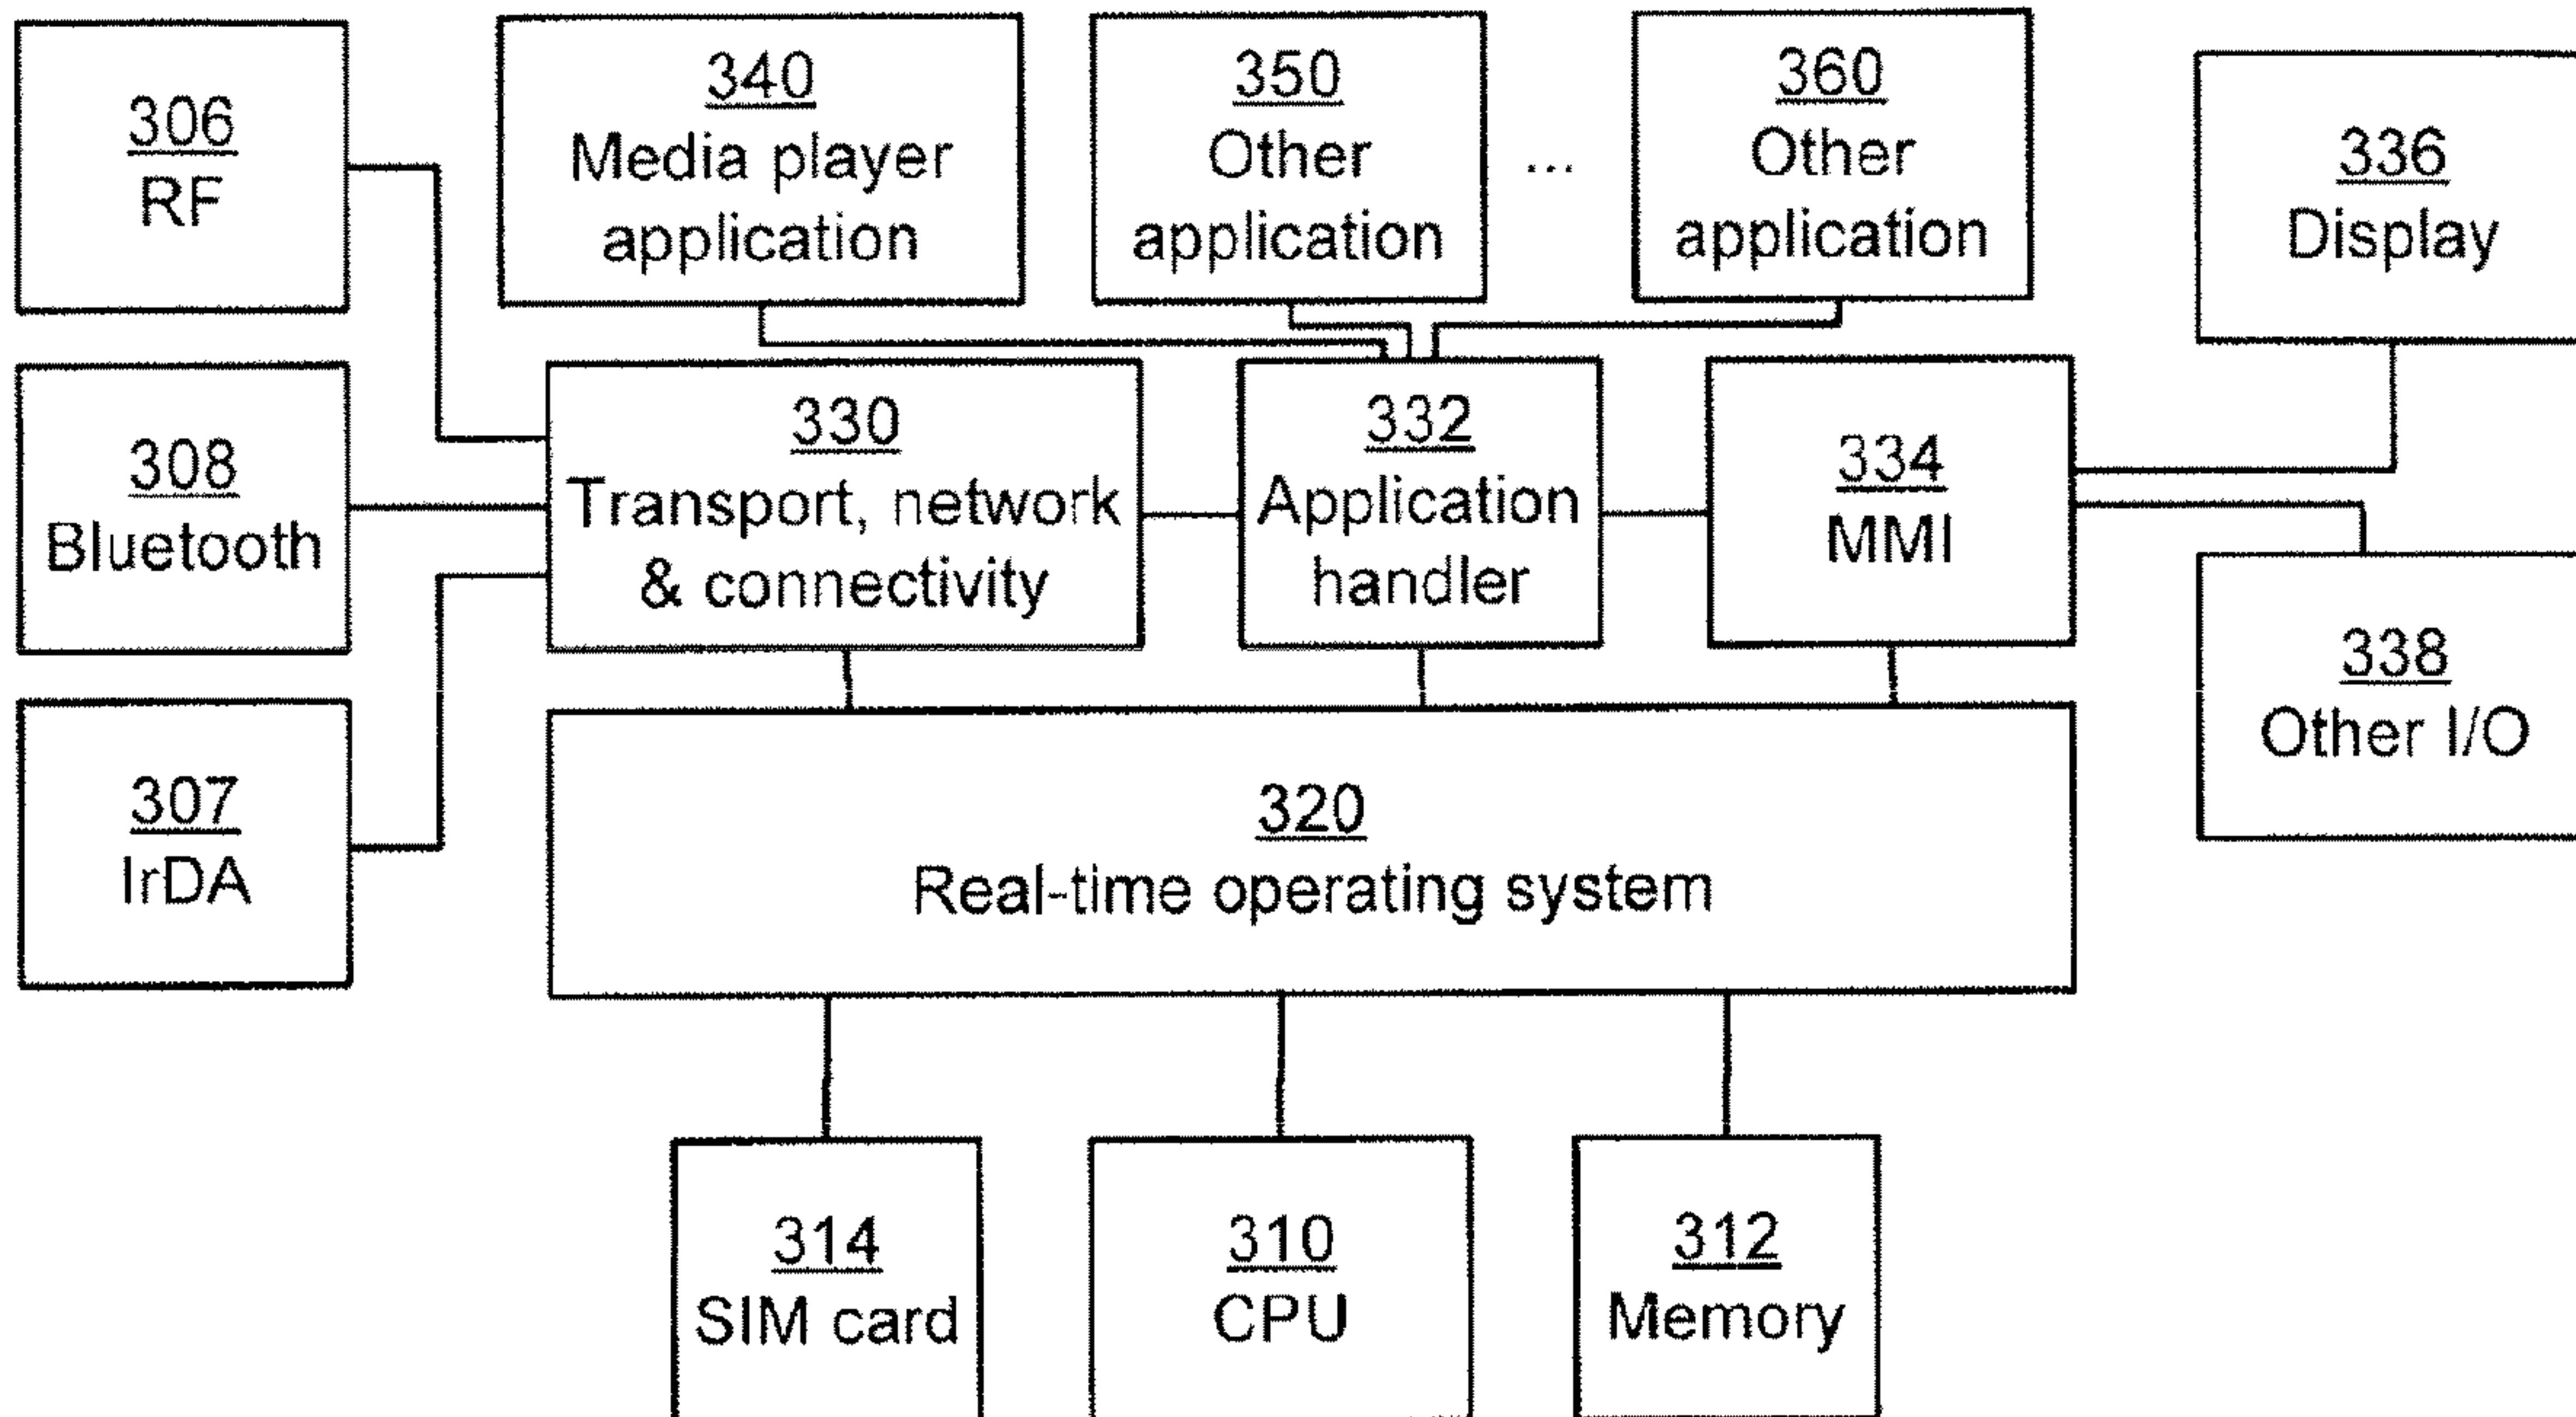 306
RF
340
Media player
application
350
Other
application
...
360
Other
application
336
Display
308
Bluetooth
330
Transport, network
& connectivity
332
Application
handler
334
MMI
338
Other I/O
307
IrDA
320
Real-time operating system
314
SIM card
310
CPU
312
Memory